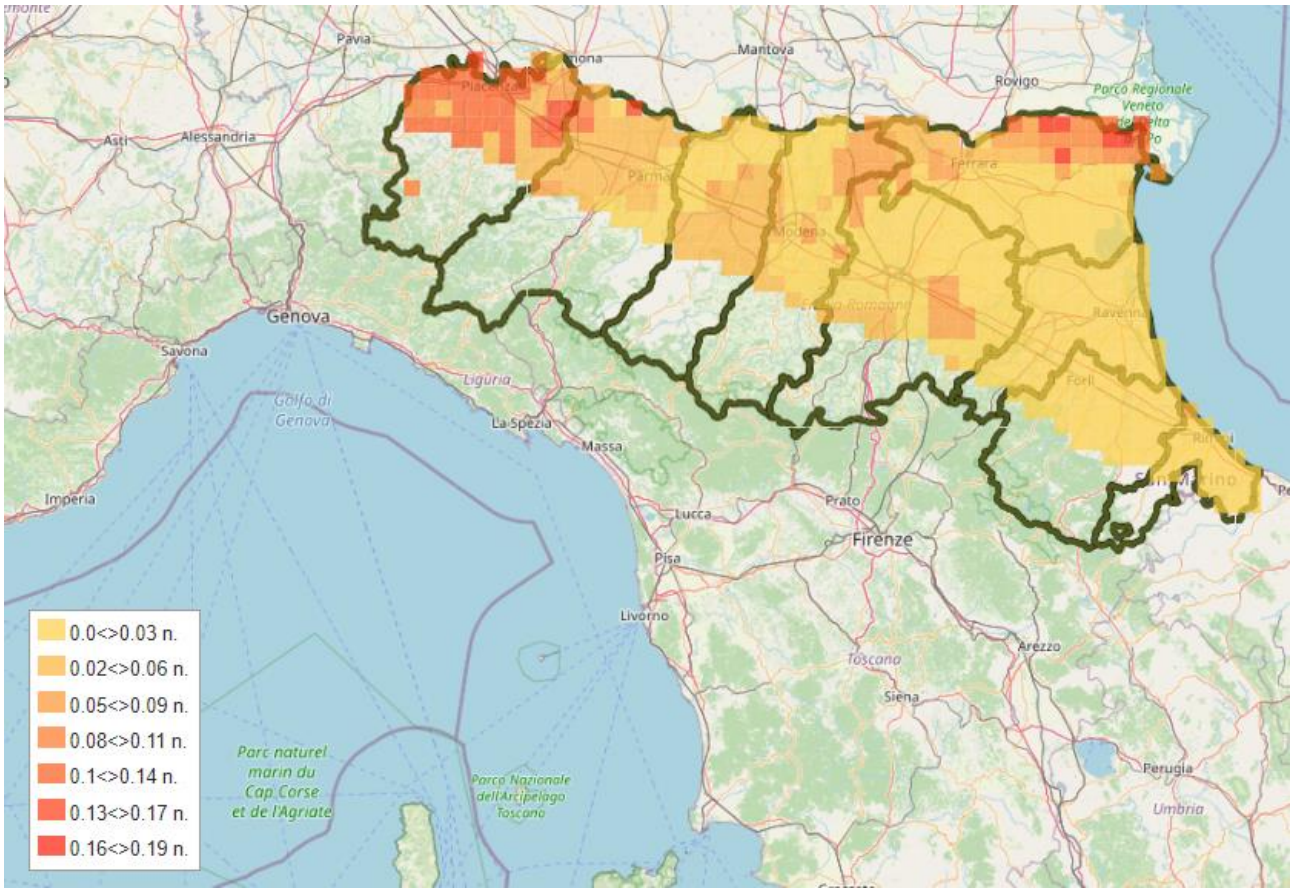 Pavia
Mantova
Rovigo
Parco Regionale
Veneto
Asti
Alessandria
Piacenza
Ferrara
Parma
Modena
Ravenna
Genova
Savona
Liguria
Forlì
Golfo di
Genova
La Spezia
Massa
Imperia
San Marino
Prato
Lucca
Firenze
Pisa
Livorno
Arezzo
Toscana
Siena
Parc naturel
marin du
Cap Corse
et de l'Agriate
Parco Nazionale
dell'Arcipelago
Toscano
Perugia
Umbria
0.0<>0.03 n.
0.02<>0.06 n.
0.05<>0.09 n.
0.08<>0.11 n.
0.1<>0.14 n.
0.13<>0.17 n.
0.16<>0.19 n.